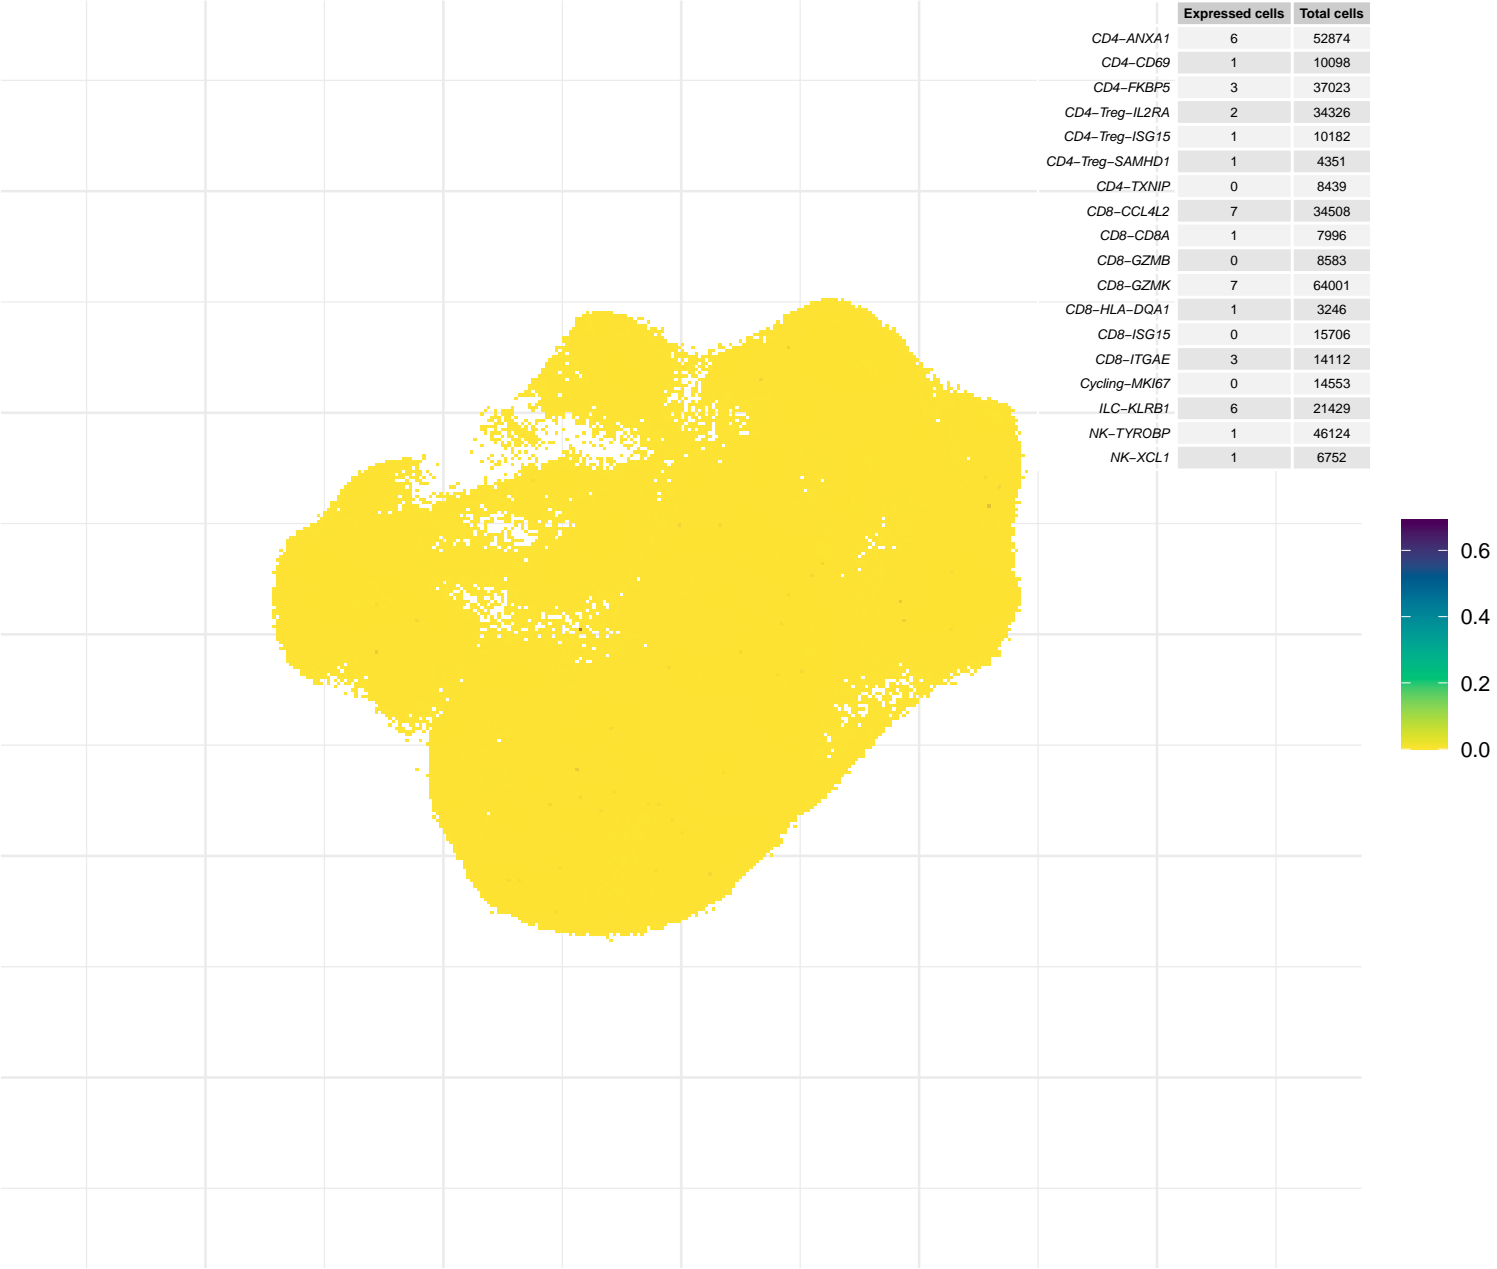 Expressed cells Total cells
CD4−ANXA1 6 52874
CD4−CD69 1 10098
CD4−FKBP5 3 37023
CD4−Treg−IL2RA 2 34326
CD4−Treg−ISG15 1 10182
CD4−Treg−SAMHD1 1 4351
CD4−TXNIP 0 8439
CD8−CCL4L2 7 34508
CD8−CD8A 1 7996
CD8−GZMB 0 8583
CD8−GZMK 7 64001
CD8−HLA−DQA1 1 3246
CD8−ISG15 0 15706
CD8−ITGAE 3 14112
Cycling−MKI67 0 14553
ILC−KLRB1 6 21429
NK−TYROBP 1 46124
NK−XCL1 1 6752
0.6
0.4
0.2
0.0